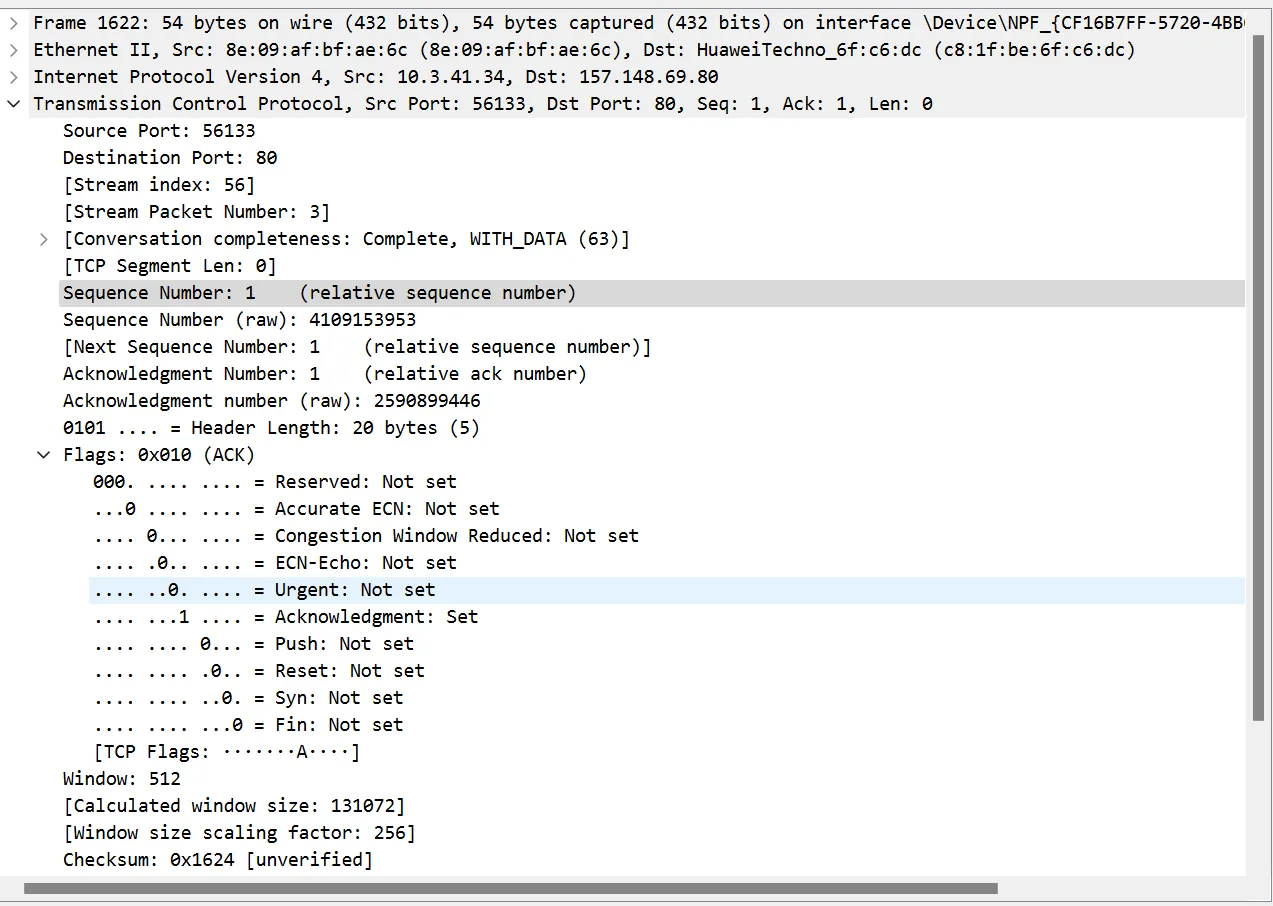 Frame 1622: 54 bytes on wire (432 bits), 54 bytes captured (432 bits) on interface \Device\NPF_{CF16B7FF-5720-4BB
Ethernet II, Src: 8e:09:af:bf:ae:6c (8e:09:af:bf:ae:6c), Dst: HuaweiTechno_6f:c6:dc (c8:1f:be:6f:c6:dc)
Internet Protocol Version 4, Src: 10.3.41.34, Dst: 157.148.69.80
Transmission Control Protocol, Src Port: 56133, Dst Port: 80, Seq: 1, Ack: 1, Len: 0
Source Port: 56133
Destination Port: 80
[Stream index: 56]
[Stream Packet Number: 3]
[Conversation completeness: Complete, WITH_DATA (63)]
[TCP Segment Len: 0]
Sequence Number: 1    (relative sequence number)
Sequence Number (raw): 4109153953
[Next Sequence Number: 1    (relative sequence number)]
Acknowledgment Number: 1    (relative ack number)
Acknowledgment number (raw): 2590899446
0101 .... = Header Length: 20 bytes (5)
Flags: 0x010 (ACK)
000. .... .... = Reserved: Not set
...0 .... .... = Accurate ECN: Not set
.... 0... .... = Congestion Window Reduced: Not set
.... .0.. .... = ECN-Echo: Not set
.... ..0. .... = Urgent: Not set
.... ...1 .... = Acknowledgment: Set
.... .... 0... = Push: Not set
.... .... .0.. = Reset: Not set
.... .... ..0. = Syn: Not set
.... .... ...0 = Fin: Not set
[TCP Flags: ·······A····]
Window: 512
[Calculated window size: 131072]
[Window size scaling factor: 256]
Checksum: 0x1624 [unverified]